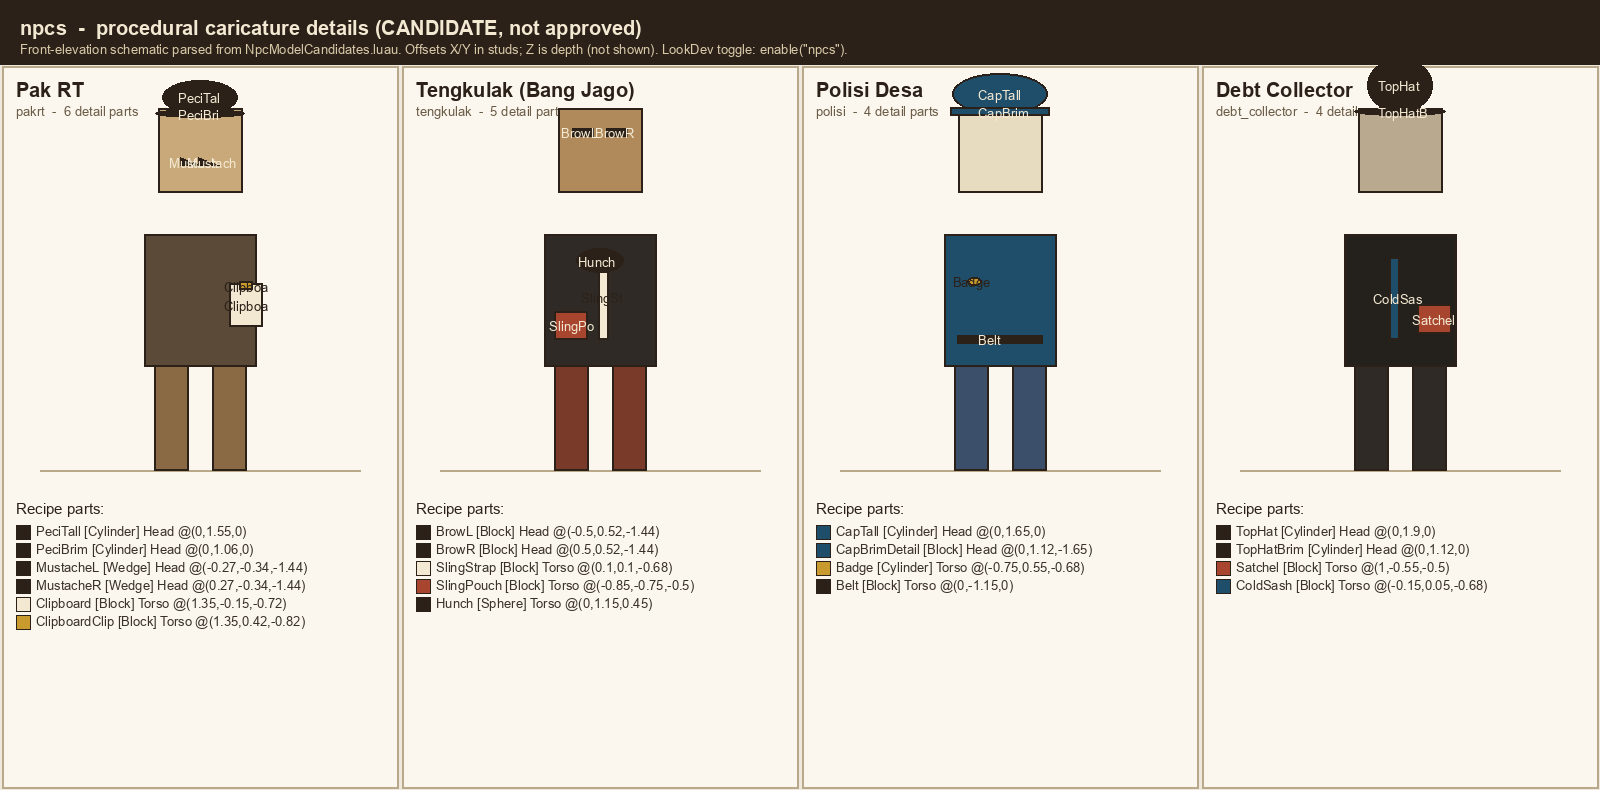 npcs - procedural caricature details (CANDIDATE, not approved)
Front-elevation schematic parsed from NpcModelCandidates.luau. Offsets X/Y in studs; Z is depth (not shown). LookDev toggle: enable("npcs").
Pak RT
pakrt - 6 detail parts
PeciTal
PeciBri
Mustach
Clipboa
Clipboa
Recipe parts:
PeciTall [Cylinder] Head @(0,1.55,0)
PeciBrim [Cylinder] Head @(0,1.06,0)
MustacheL [Wedge] Head @(-0.27,-0.34,-1.44)
MustacheR [Wedge] Head @(0.27,-0.34,-1.44)
Clipboard [Block] Torso @(1.35,-0.15,-0.72)
ClipboardClip [Block] Torso @(1.35,0.42,-0.82)
Tengkulak (Bang Jago)
tengkulak - 5 detail part
BrowL BrowR
Hunch
SlingSt
SlingPo
Recipe parts:
BrowL [Block] Head @(-0.5,0.52,-1.44)
BrowR [Block] Head @(0.5,0.52,-1.44)
SlingStrap [Block] Torso @(0.1,0.1,-0.68)
SlingPouch [Block] Torso @(-0.85,-0.75,-0.5)
Hunch [Sphere] Torso @(0,1.15,0.45)
Polisi Desa
polisi - 4 detail parts
CapTall
CapBrim
Badge
Belt
Recipe parts:
CapTall [Cylinder] Head @(0,1.65,0)
CapBrimDetail [Block] Head @(0,1.12,-1.65)
Badge [Cylinder] Torso @(-0.75,0.55,-0.68)
Belt [Block] Torso @(0,-1.15,0)
Debt Collector
debt_collector - 4 detail
TopHat
TopHatB
ColdSas
Satchel
Recipe parts:
TopHat [Cylinder] Head @(0,1.9,0)
TopHatBrim [Cylinder] Head @(0,1.12,0)
Satchel [Block] Torso @(1,-0.55,-0.5)
ColdSash [Block] Torso @(-0.15,0.05,-0.68)